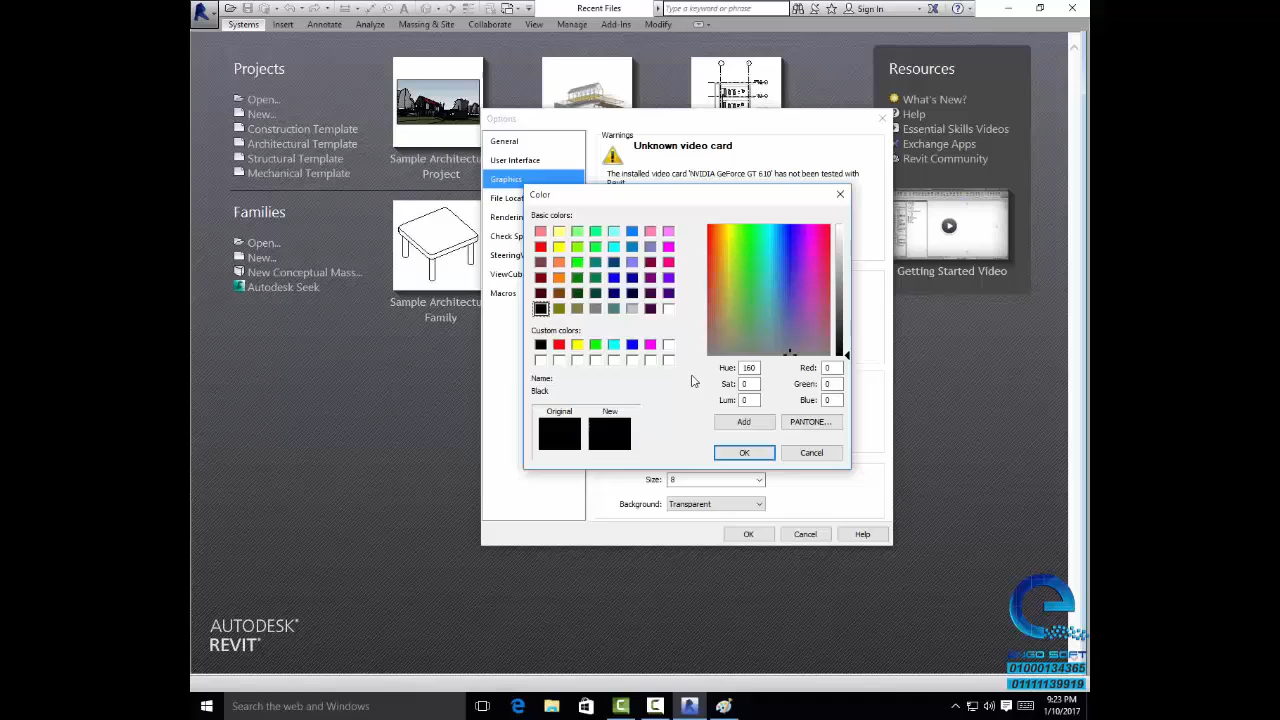 Recent Files
Type a keyword or phrase
Sign In
Systems Insert Annotate Analyze Massing & Site Collaborate View Manage Add-Ins Modify
Projects
Open...
New...
Construction Template
Architectural Template
Structural Template
Mechanical Template
Sample Architectu
Project
Families
Open...
New...
New Conceptual Mass...
Autodesk Seek
Sample Architectu
Family
Resources
What's New?
Help
Essential Skills Videos
Exchange Apps
Revit Community
Getting Started Video
Options
General
User Interface
Graphics
File Locat
Renderin
Check Sp
SteeringV
ViewCub
Macros
Warnings
Unknown video card
The installed video card 'NVIDIA GeForce GT 610' has not been tested with
Revit
Color
Basic colors:
Custom colors:
Name:
Black
Original New
Hue: 160 Red: 0
Sat: 0 Green: 0
Lum: 0 Blue: 0
Add PANTONE...
OK Cancel
Size: 8
Background: Transparent
OK Cancel Help
AUTODESK®
REVIT®
ENGO SOFT
01000134365
01111139919
Search the web and Windows
9:23 PM
1/10/2017